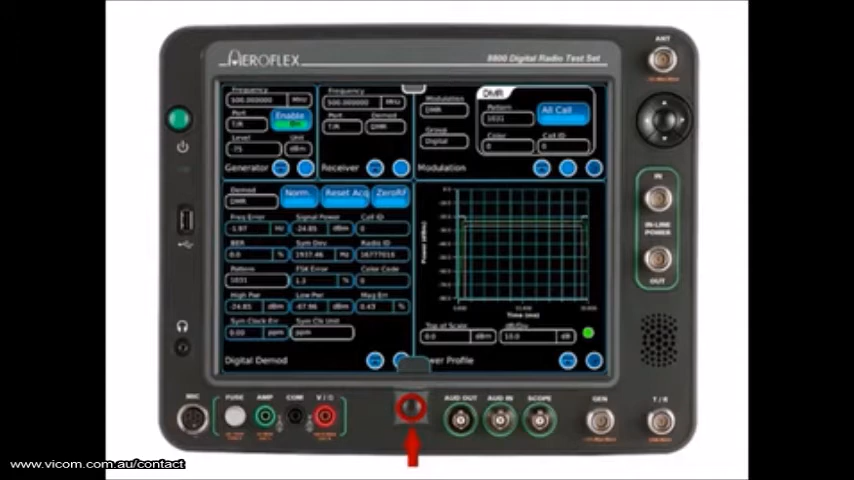 AEROFLEX
8800 Digital Radio Test Set
ANT
Frequency
500.000000 MHz
Port
T/R
Enable
On
Level
Unit
-75 dBm
Generator
Frequency
500.000000 MHz
Port
Demod
T/R
DMR
Receiver
Modulation
DMR
Group
Digital
Modulation
DMR
Pattern
1031
All Call
Color
Call ID
0
0
Demod
DMR
Norm.
Reset Acq
ZeroRF
Freq Error
Signal Power
Call ID
-1.97 Hz
-24.85 dBm
0
BER
Sym Dev
Radio ID
0.0 %
1937.46 Hz
16777016
Pattern
FSK Error
Color Code
1031
1.3 %
0
High Pwr
Low Pwr
Mag Err
-24.85 dBm
-67.96 dBm
0.43 %
Sym Clock Err
Sym Clk Unit
0.00 ppm
ppm
Digital Demod
Power (dBm)
Time (ms)
Top of Scale
dB/Div
0.0 dBm
10.0 dB
wer Profile
IN
IN-LINE
POWER
OUT
MIC
FUSE
AMP
COM
V / Ω
AUD OUT
AUD IN
SCOPE
GEN
T / R
www.vicom.com.au/contact